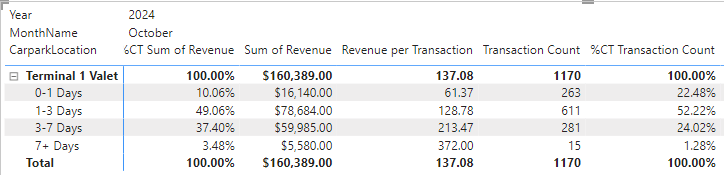 Year 2024
MonthName October
CarparkLocation %CT Sum of Revenue Sum of Revenue Revenue per Transaction Transaction Count %CT Transaction Count
Terminal 1 Valet 100.00% $160,389.00 137.08 1170 100.00%
0-1 Days 10.06% $16,140.00 61.37 263 22.48%
1-3 Days 49.06% $78,684.00 128.78 611 52.22%
3-7 Days 37.40% $59,985.00 213.47 281 24.02%
7+ Days 3.48% $5,580.00 372.00 15 1.28%
Total 100.00% $160,389.00 137.08 1170 100.00%